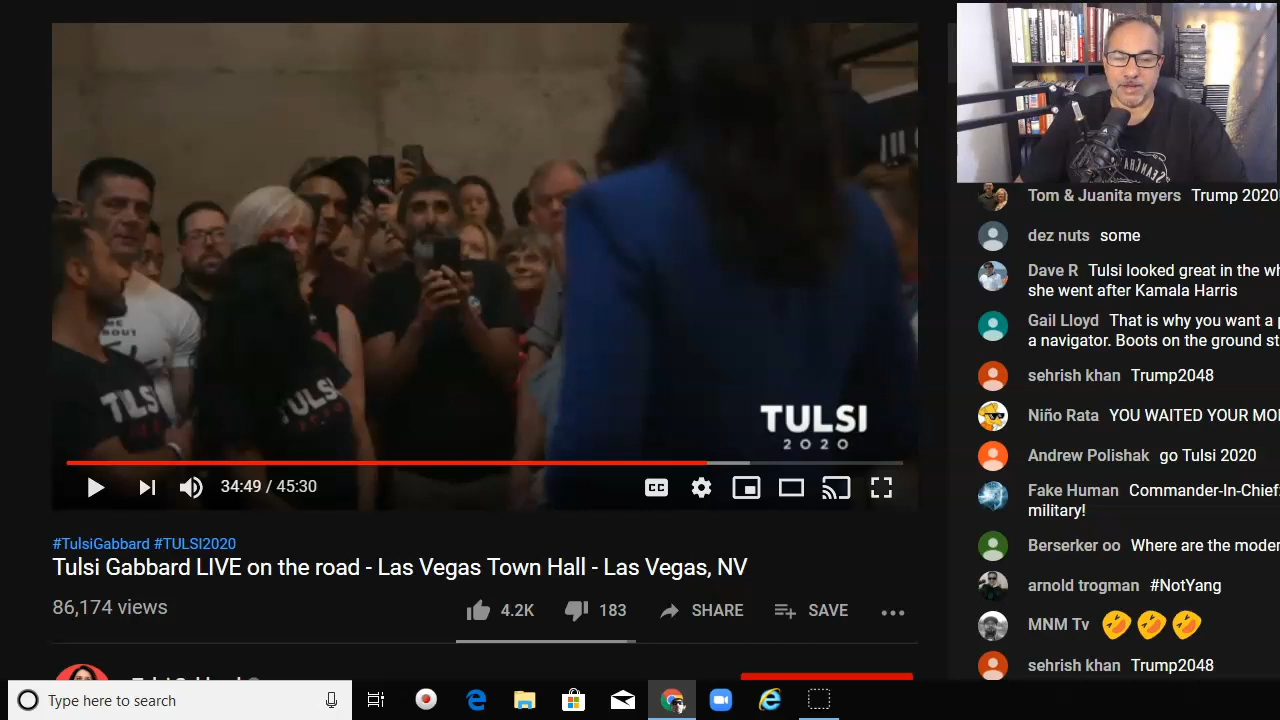 TULSI
TULSI
TULSI
2020
34:49 / 45:30
CC
#TulsiGabbard #TULSI2020
Tulsi Gabbard LIVE on the road - Las Vegas Town Hall - Las Vegas, NV
86,174 views
4.2K
183
SHARE
SAVE
Type here to search
Tom & Juanita myers Trump 2020
dez nuts some
Dave R Tulsi looked great in the
she went after Kamala Harris
Gail Lloyd That is why you want a
a navigator. Boots on the ground
sehrish khan Trump2048
Niño Rata YOU WAITED YOUR
Andrew Polishak go Tulsi 2020
Fake Human Commander-In-Chief
military!
Berserker oo Where are the
arnold trogman #NotYang
MNM Tv
sehrish khan Trump2048